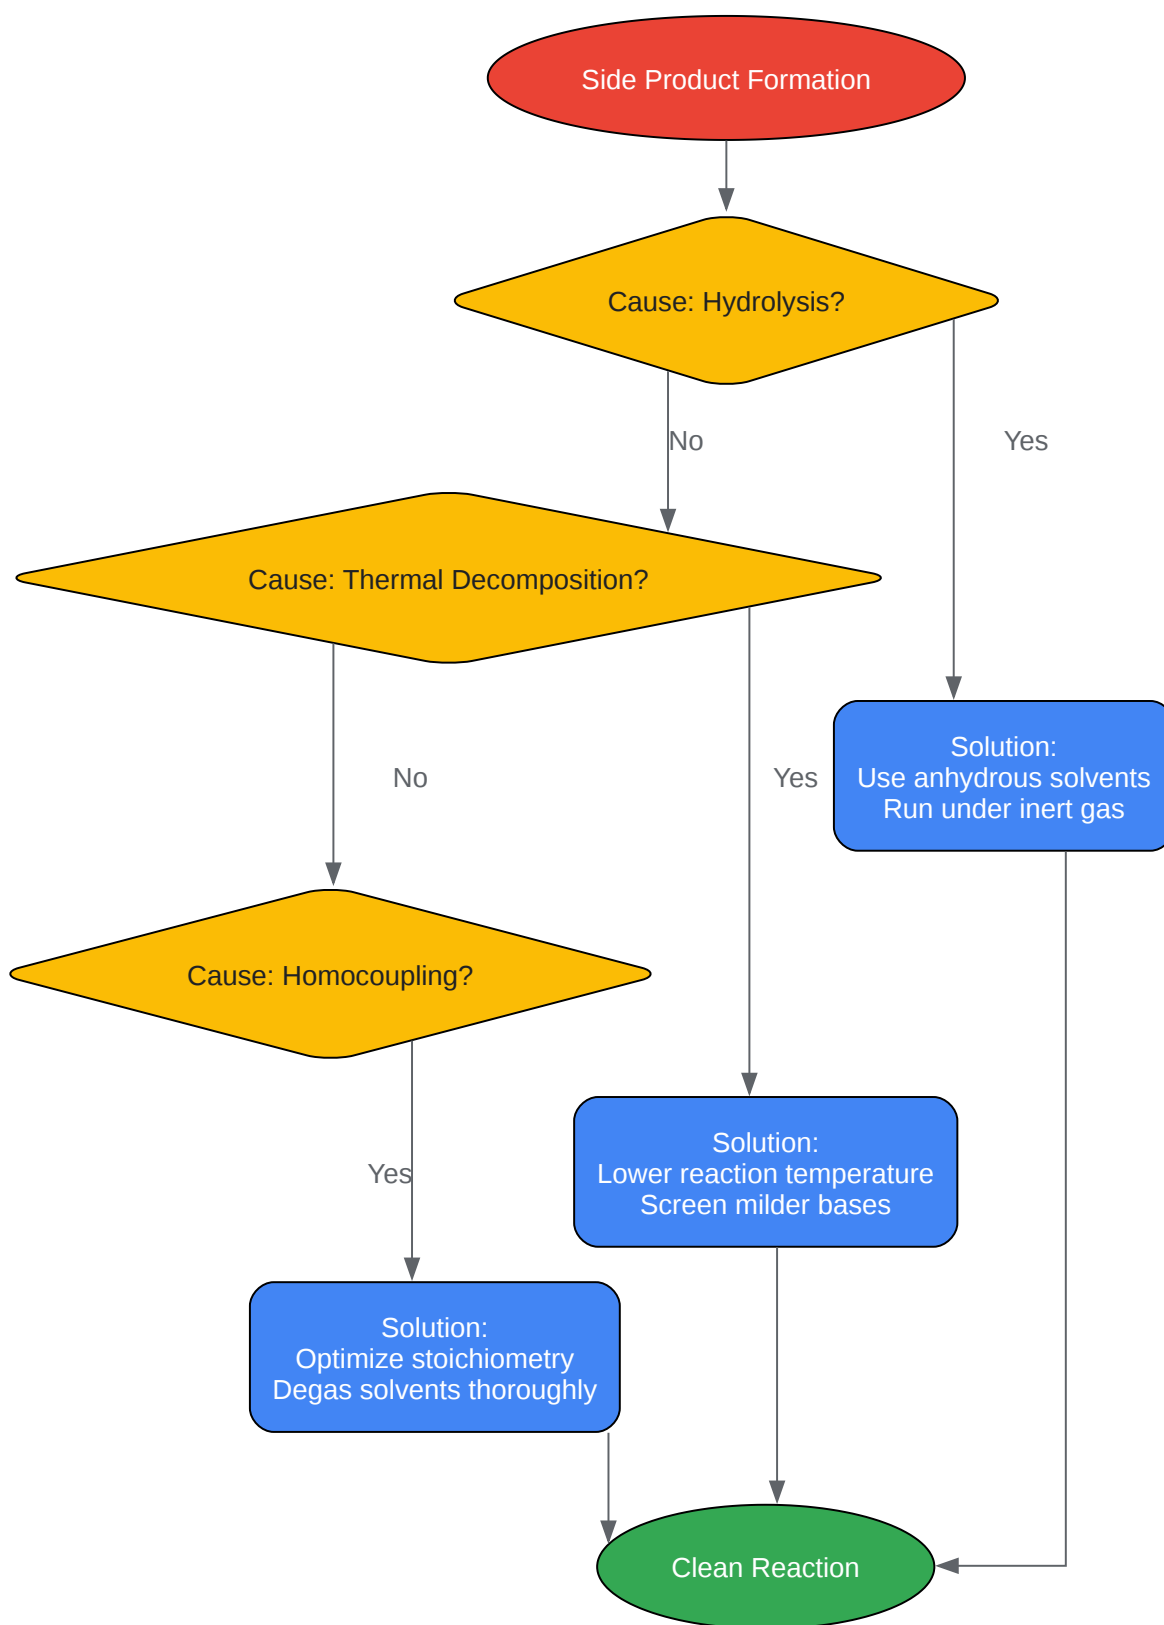 Side Product Formation
Cause: Hydrolysis?
No
Yes
Cause: Thermal Decomposition?
No
Yes
Solution:
Use anhydrous solvents
Run under inert gas
Cause: Homocoupling?
Yes
Solution:
Lower reaction temperature
Screen milder bases
Solution:
Optimize stoichiometry
Degas solvents thoroughly
Clean Reaction